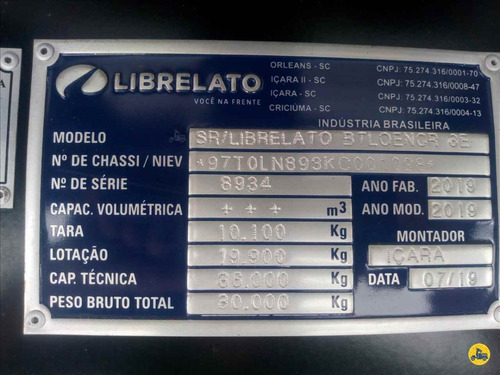 LIBRELATO
VOCÊ NA FRENTE
ORLEANS - SC CNPJ: 75.274.316/0001-70
IÇARA II - SC CNPJ: 75.274.316/0008-47
IÇARA - SC CNPJ: 75.274.316/0003-32
CRICIUMA - SC CNPJ: 75.274.316/0004-13
INDÚSTRIA BRASILEIRA
MODELO SR/LIBRELATO BTLOENCR 3E
Nº DE CHASSI / NIEV
Nº DE SÉRIE 8934 ANO FAB. 2019
CAPAC. VOLUMÉTRICA + + + m³ ANO MOD. 2019
TARA 10.100 Kg MONTADOR
LOTAÇÃO 19.900 Kg IÇARA
CAP. TÉCNICA Kg DATA 07/19
PESO BRUTO TOTAL 30.000 Kg